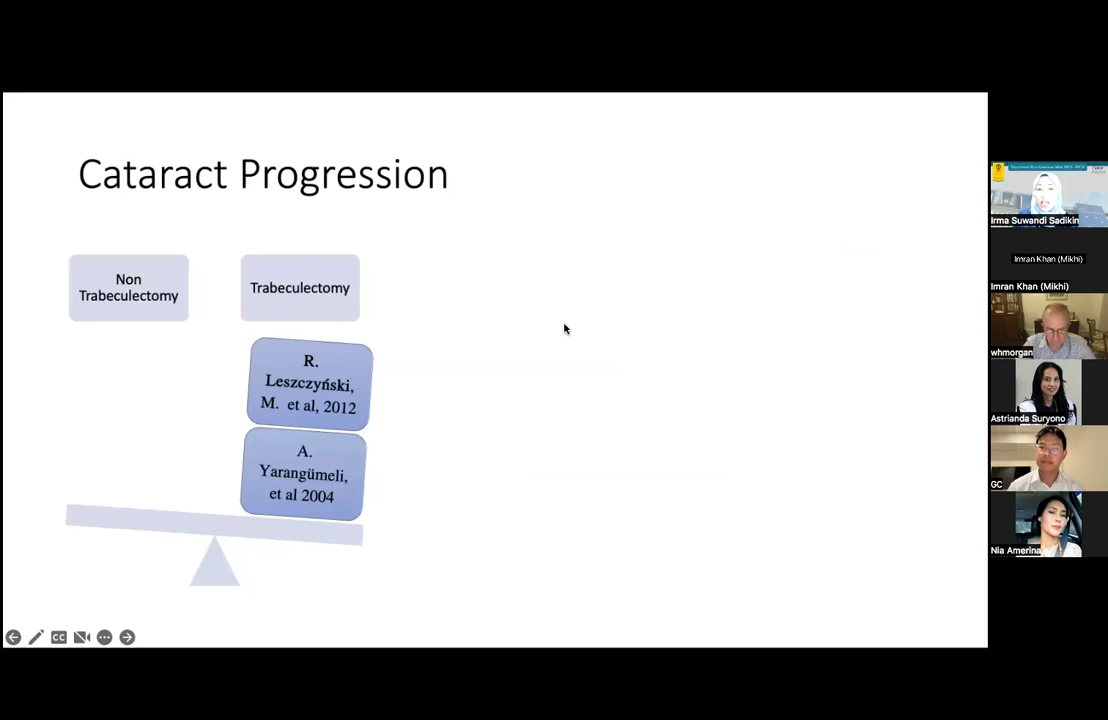 Cataract Progression
Non
Trabeculectomy
Trabeculectomy
R.
Leszczyński,
M. et al, 2012
A.
Yarangümeli,
et al 2004
CC
Irma Suwandi Sadikin
Imran Khan (Mikhi)
Imran Khan (Mikhi)
whmorgan
Astrianda Suryono
GC
Nia Amerina